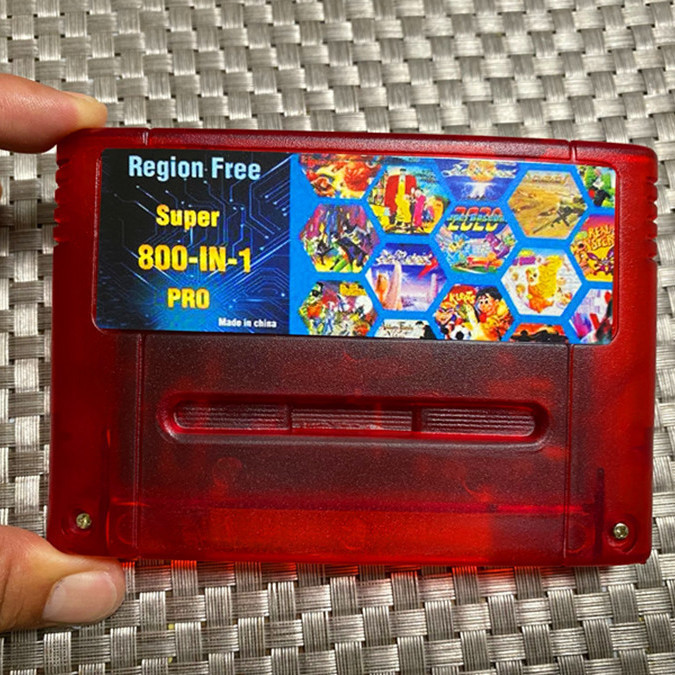 Region Free
Super
800-IN-1
PRO
Made in china
2020